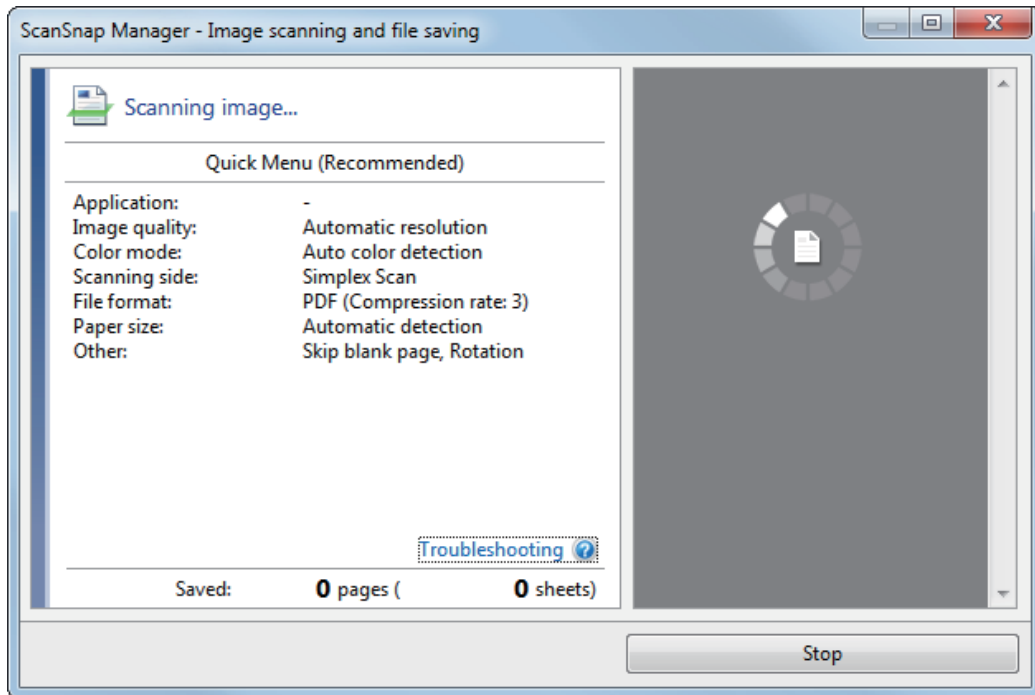 ScanSnap Manager - Image scanning and file saving
Scanning image...
Quick Menu (Recommended)
Application: -
Image quality: Automatic resolution
Color mode: Auto color detection
Scanning side: Simplex Scan
File format: PDF (Compression rate: 3)
Paper size: Automatic detection
Other: Skip blank page, Rotation
Troubleshooting ?
Saved: 0 pages ( 0 sheets)
Stop